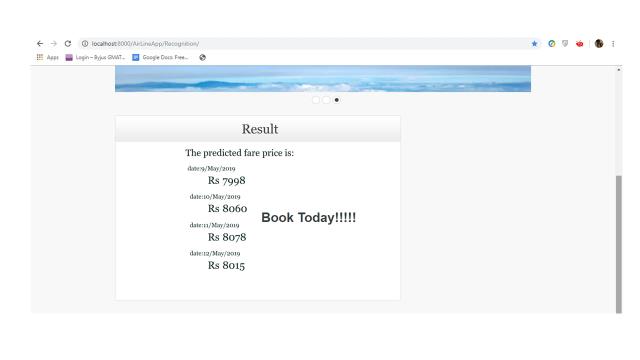 localhost:8000/AirLineApp/Recognition/
Apps Login – Byjus GMAT... Google Docs: Free...
Result
The predicted fare price is:
date:9/May/2019
Rs 7998
date:10/May/2019
Rs 8060
Book Today!!!!!
date:11/May/2019
Rs 8078
date:12/May/2019
Rs 8015